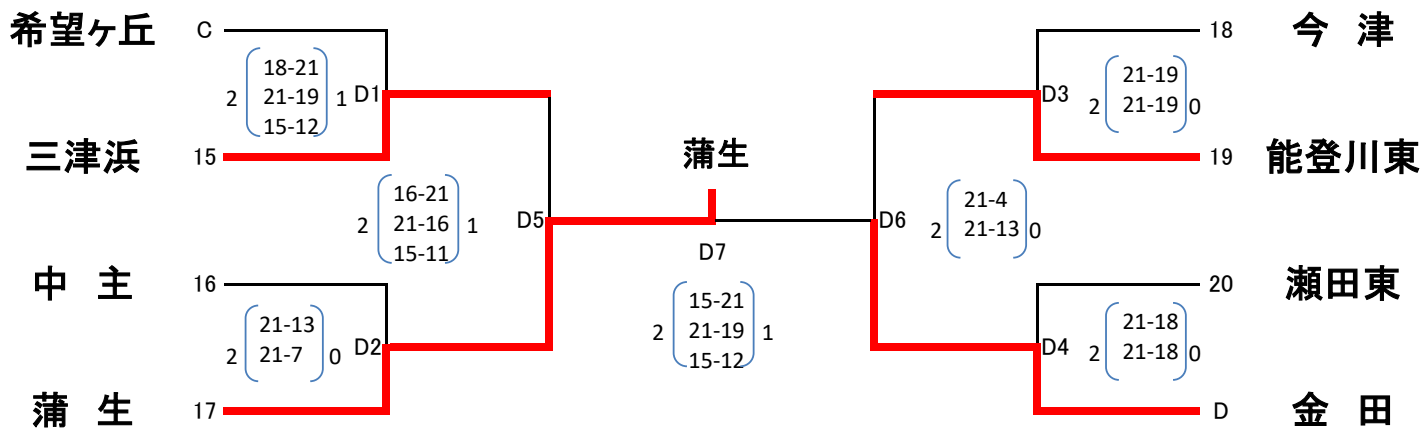 希望ヶ丘 C
18 今 津
18-21
2 21-19 1 D1
15-12
D3 21-19
2 21-19 0
三津浜 15
蒲生
19 能登川東
16-21
2 21-16 1 D5
15-11
D6 21-4
2 21-13 0
D7
中 主 16
20 瀬田東
21-13
2 21-7 0 D2
15-21
2 21-19 1
15-12
D4 21-18
2 21-18 0
蒲 生 17
D 金 田